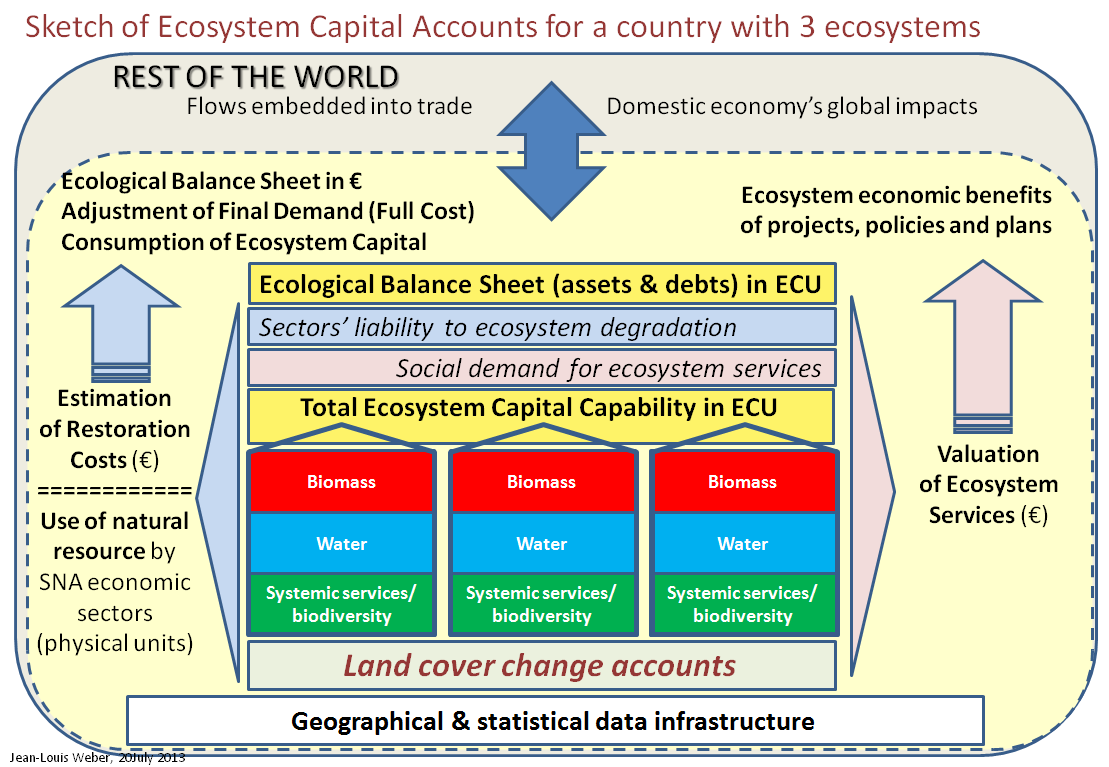 Sketch of Ecosystem Capital Accounts for a country with 3 ecosystems
REST OF THE WORLD
Flows embedded into trade
Domestic economy's global impacts
Ecological Balance Sheet in €
Adjustment of Final Demand (Full Cost)
Consumption of Ecosystem Capital
Ecosystem economic benefits
of projects, policies and plans
Ecological Balance Sheet (assets & debts) in ECU
Sectors' liability to ecosystem degradation
Social demand for ecosystem services
Total Ecosystem Capital Capability in ECU
Estimation
of Restoration
Costs (€)
============
Use of natural
resource by
SNA economic
sectors
(physical units)
Biomass
Water
Systemic services/
biodiversity
Biomass
Water
Systemic services/
biodiversity
Biomass
Water
Systemic services/
biodiversity
Valuation
of Ecosystem
Services (€)
Land cover change accounts
Geographical & statistical data infrastructure
Jean-Louis Weber, 20July 2013